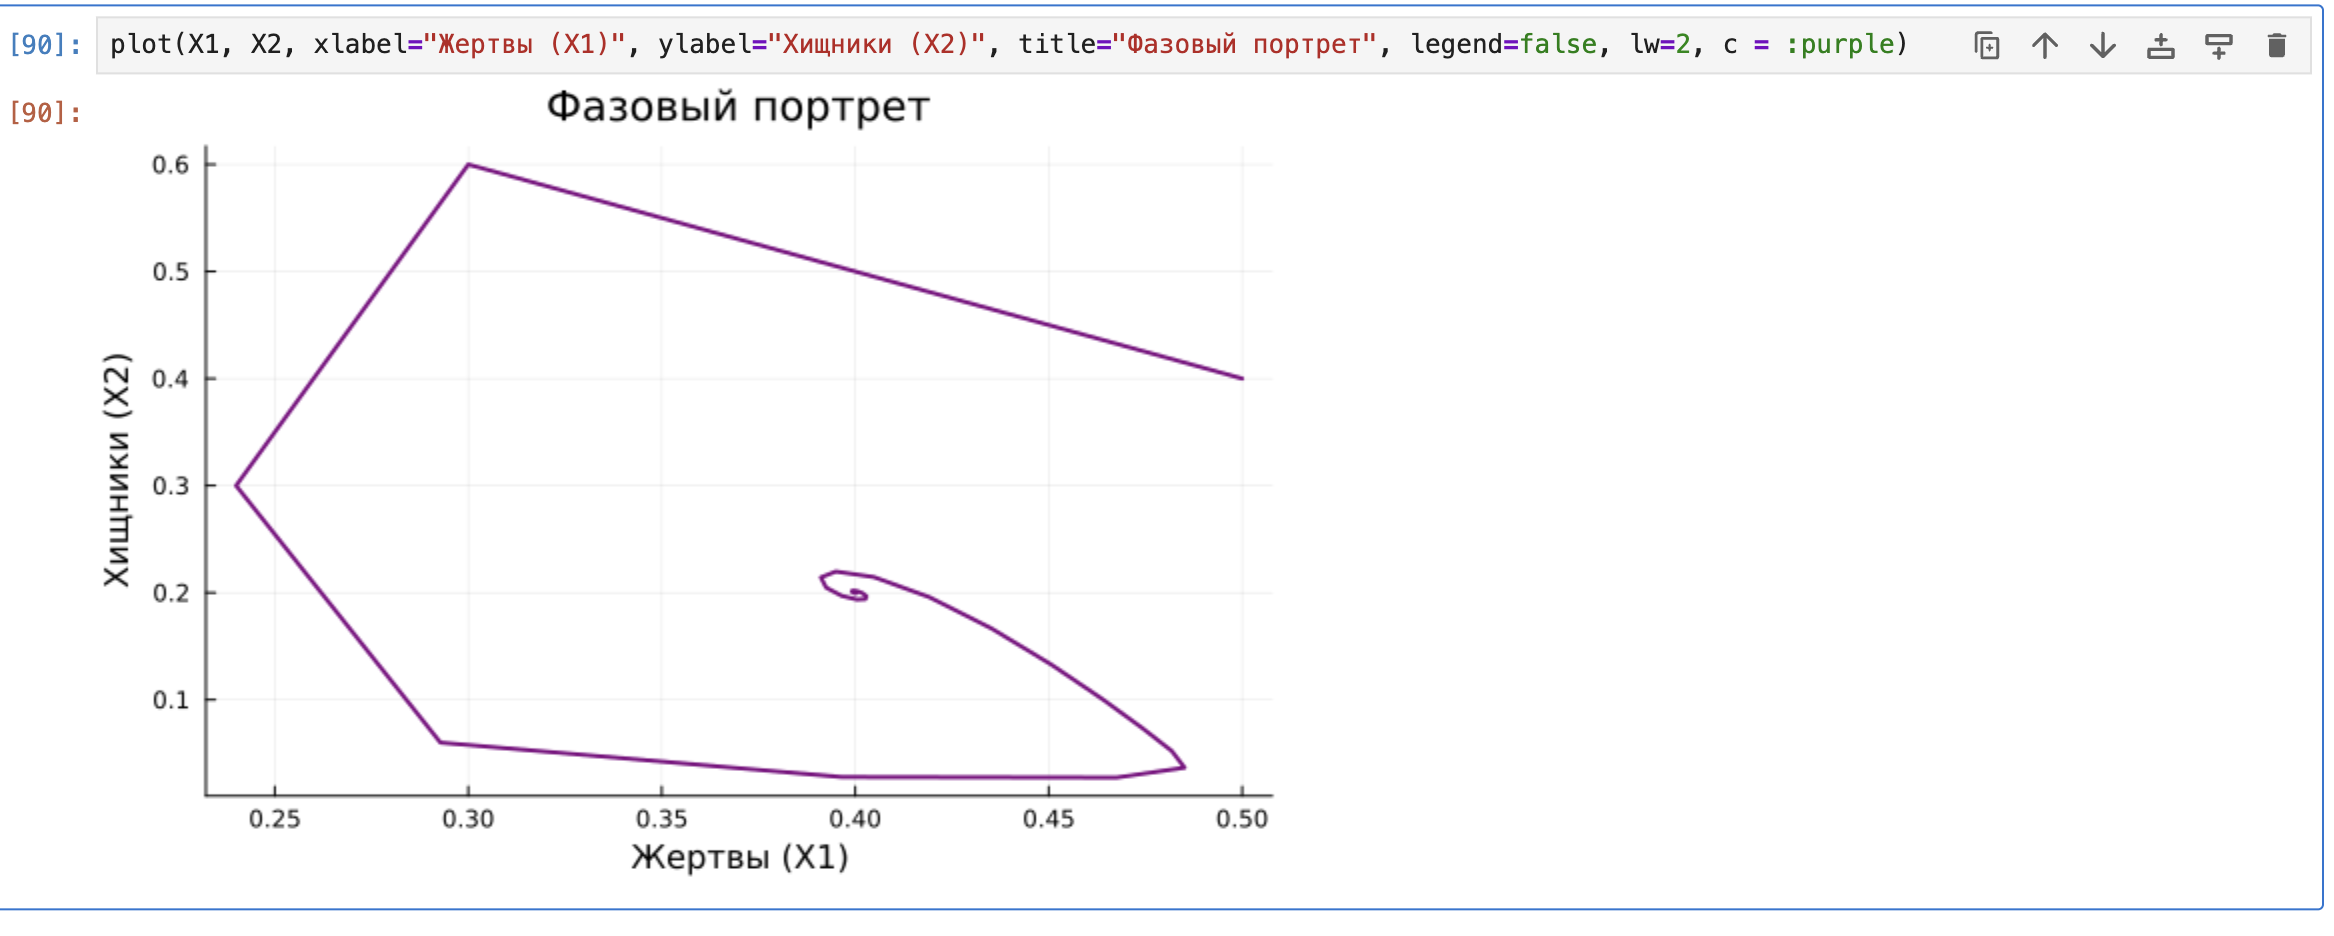 [90]: plot(X1, X2, xlabel="Жертвы (X1)", ylabel="Хищники (X2)", title="Фазовый портрет", legend=false, lw=2, c = :purple)
[90]:
Фазовый портрет
0.6
0.5
0.4
0.3
0.2
0.1
Хищники (X2)
0.25 0.30 0.35 0.40 0.45 0.50
Жертвы (X1)